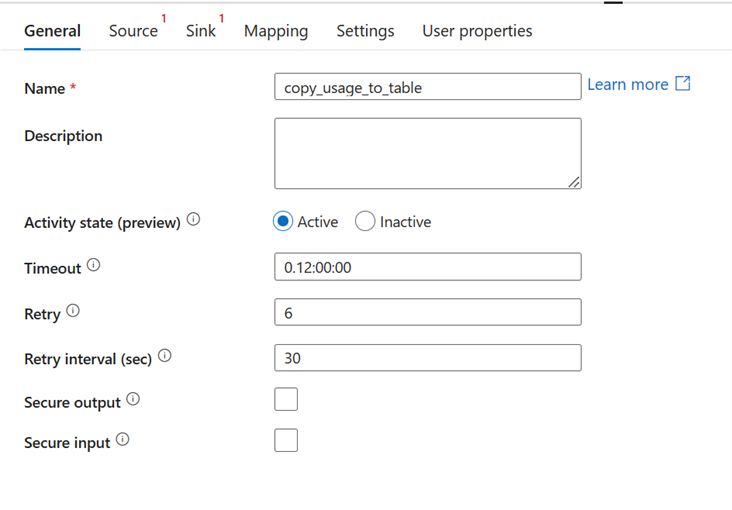 1 1
General Source Sink Mapping Settings User properties
Name * copy_usage_to_table Learn more
Description
Activity state (preview) Active Inactive
Timeout 0.12:00:00
Retry 6
Retry interval (sec) 30
Secure output
Secure input